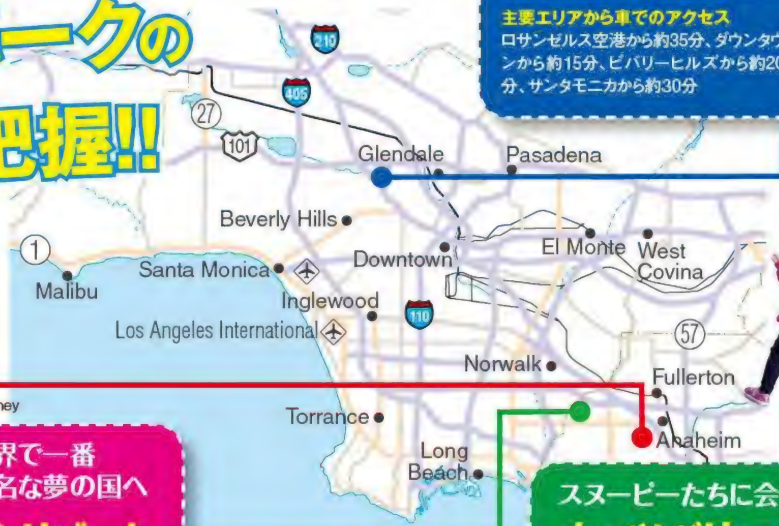 ークの
把握!!
主要エリアから車でのアクセス
ロサンゼルス空港から約35分、ダウンタウ
ンから約15分、ビバリーヒルズから約20
分、サンタモニカから約30分
210
405
27
101
Glendale
Pasadena
Beverly Hills
Downtown
El Monte
West
Covina
1
Malibu
Santa Monica
Inglewood
Los Angeles International
110
57
Norwalk
Fullerton
ney
Torrance
Anaheim
Long
Beach
界で一番
名な夢の国へ
スヌーピーたちに会